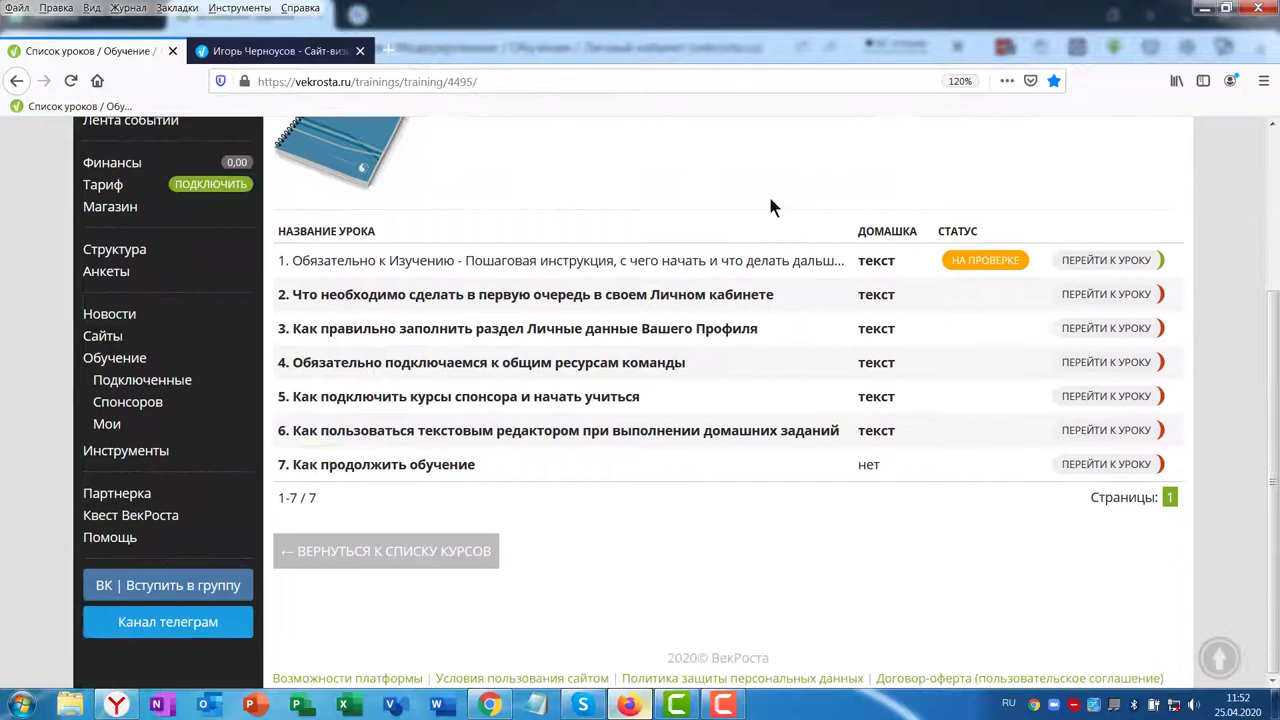 Файл Правка Вид Журнал Закладки Инструменты Справка
Список уроков / Обучение /
Игорь Черноусов - Сайт-виз
https://vekrosta.ru/trainings/training/4495/
120%
Список уроков / Обу...
Лента событий
Финансы 0,00
Тариф ПОДКЛЮЧИТЬ
Магазин
Структура
Анкеты
Новости
Сайты
Обучение
Подключенные
Спонсоров
Мои
Инструменты
Партнерка
Квест ВекРоста
Помощь
ВК | Вступить в группу
Канал телеграм
НАЗВАНИЕ УРОКА ДОМАШКА СТАТУС
1. Обязательно к Изучению - Пошаговая инструкция, с чего начать и что делать дальш... текст НА ПРОВЕРКЕ ПЕРЕЙТИ К УРОКУ
2. Что необходимо сделать в первую очередь в своем Личном кабинете текст ПЕРЕЙТИ К УРОКУ
3. Как правильно заполнить раздел Личные данные Вашего Профиля текст ПЕРЕЙТИ К УРОКУ
4. Обязательно подключаемся к общим ресурсам команды текст ПЕРЕЙТИ К УРОКУ
5. Как подключить курсы спонсора и начать учиться текст ПЕРЕЙТИ К УРОКУ
6. Как пользоваться текстовым редактором при выполнении домашних заданий текст ПЕРЕЙТИ К УРОКУ
7. Как продолжить обучение нет ПЕРЕЙТИ К УРОКУ
1-7 / 7 Страницы: 1
← ВЕРНУТЬСЯ К СПИСКУ КУРСОВ
2020© ВекРоста
Возможности платформы | Условия пользования сайтом | Политика защиты персональных данных | Договор-оферта (пользовательское соглашение)
RU
11:52
25.04.2020